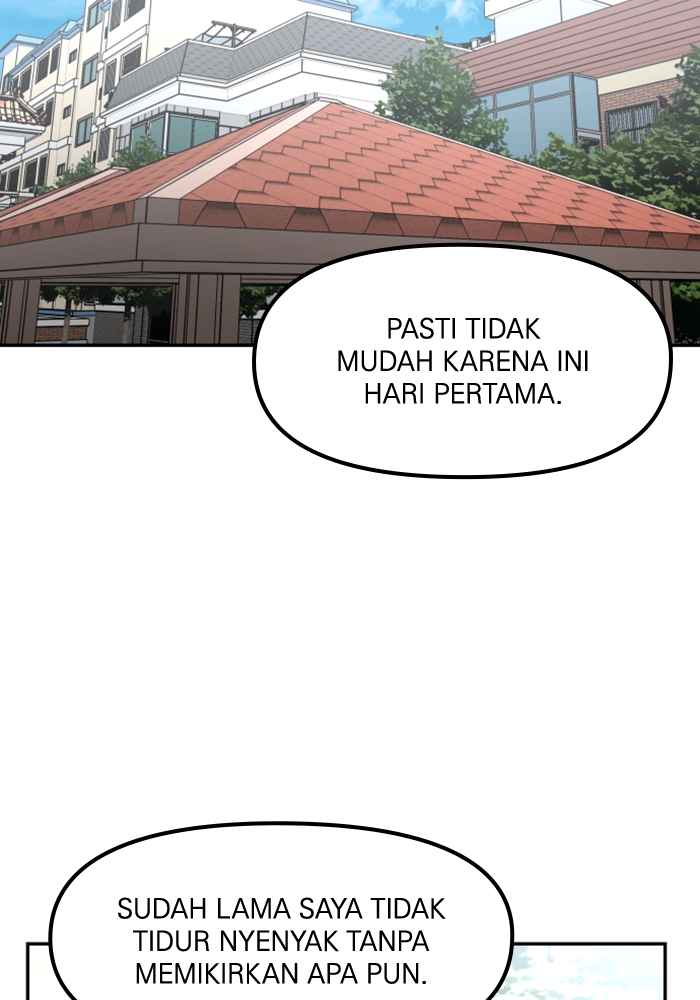 PASTI TIDAK
MUDAH KARENA INI
HARI PERTAMA.
SUDAH LAMA SAYA TIDAK
TIDUR NYENYAK TANPA
MEMIKIRKAN APA PUN.